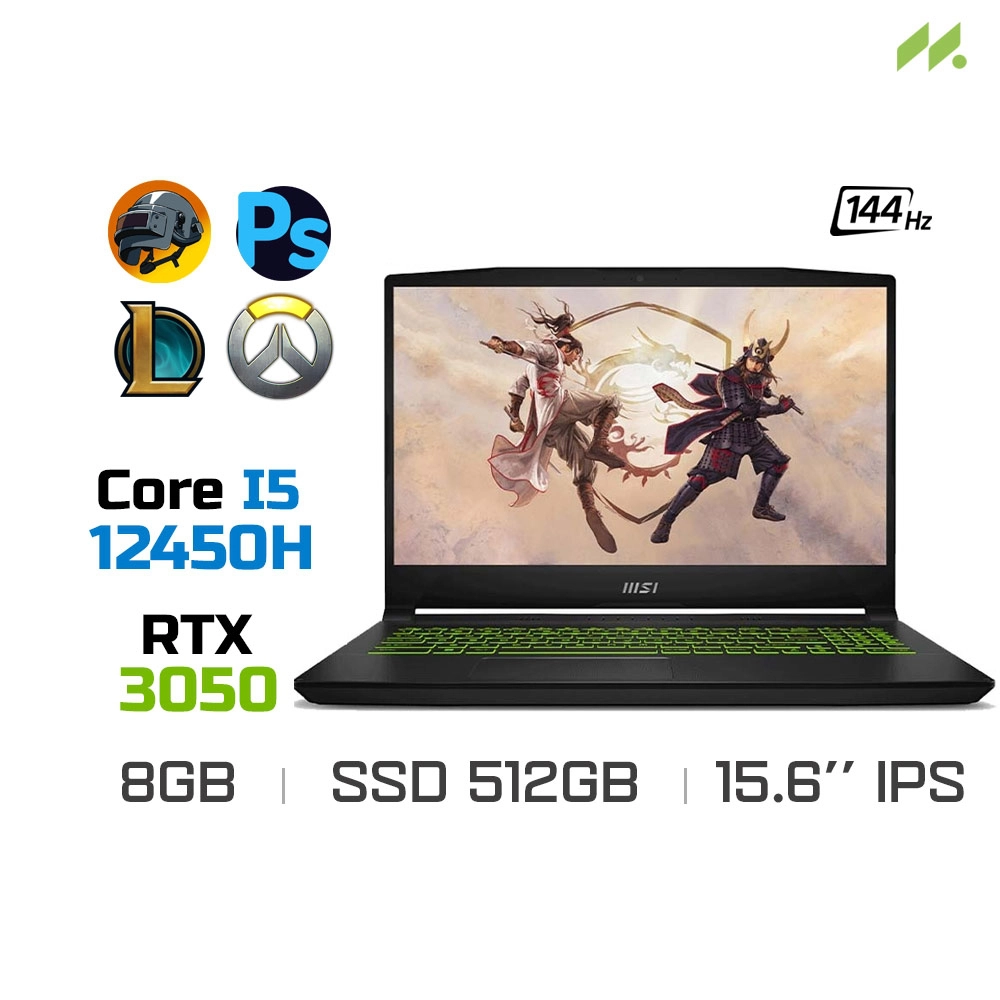 Ps
144Hz
L
Core I5
12450H
msi
RTX
3050
8GB | SSD 512GB | 15.6’’ IPS